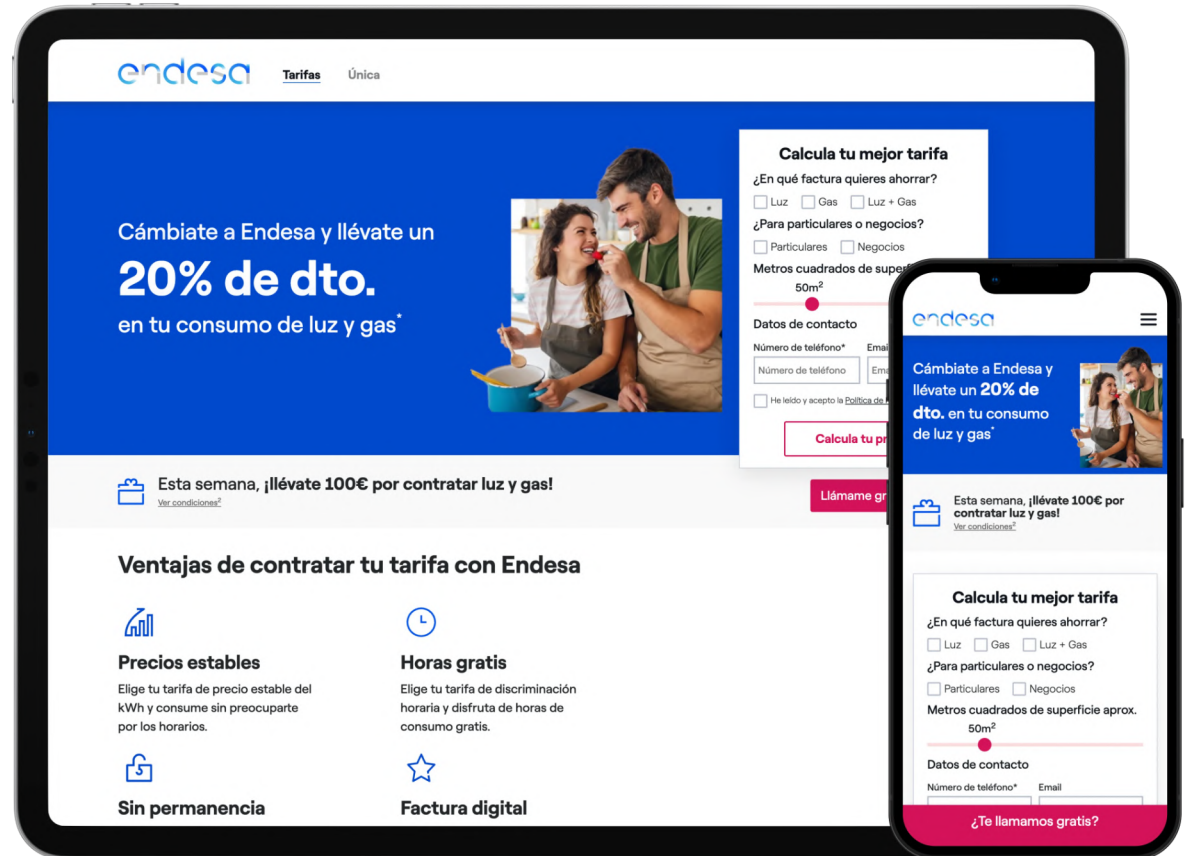 endesa
Tarifas
Única
Cámbiate a Endesa y llévate un
20% de dto.
en tu consumo de luz y gas*
Calcula tu mejor tarifa
¿En qué factura quieres ahorrar?
Luz
Gas
Luz + Gas
¿Para particulares o negocios?
Particulares
Negocios
Metros cuadrados de
50m²
Datos de contacto
Número de teléfono*
Número de teléfono
He leído y acepto la Política de
Calcula tu
Llámame
Esta semana, ¡llévate 100€ por contratar luz y gas!
Ver condiciones²
Ventajas de contratar tu tarifa con Endesa
Precios estables
Elige tu tarifa de precio estable del
kWh y consume sin preocuparte
por los horarios.
Horas gratis
Elige tu tarifa de discriminación
horaria y disfruta de horas de
consumo gratis.
Sin permanencia
Factura digital
endesa
Cámbiate a Endesa y
llévate un 20% de
dto. en tu consumo
de luz y gas*
Esta semana, ¡llévate 100€ por
contratar luz y gas!
Ver condiciones²
Calcula tu mejor tarifa
¿En qué factura quieres ahorrar?
Luz
Gas
Luz + Gas
¿Para particulares o negocios?
Particulares
Negocios
Metros cuadrados de superficie aprox.
50m²
Datos de contacto
Número de teléfono*
Email
¿Te llamamos gratis?